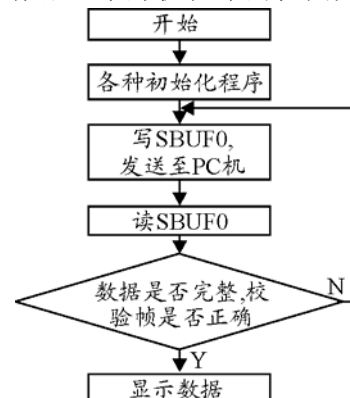 开始
各种初始化程序
写SBUF0,
发送至PC机
读SBUF0
数据是否完整,校
验帧是否正确
N
Y
显示数据